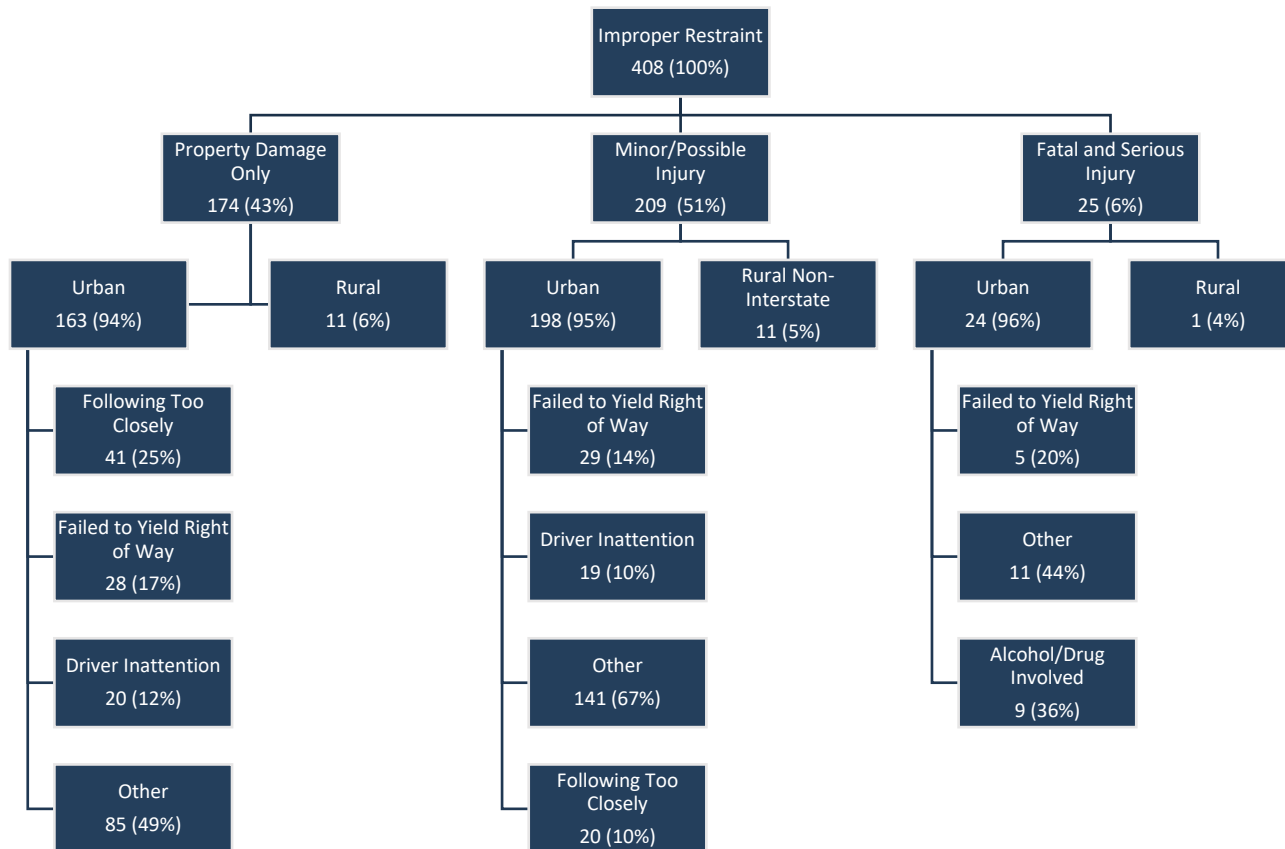 Improper Restraint
408 (100%)
Property Damage
Only
174 (43%)
Minor/Possible
Injury
209 (51%)
Fatal and Serious
Injury
25 (6%)
Urban
163 (94%)
Rural
11 (6%)
Urban
198 (95%)
Rural Non-
Interstate
11 (5%)
Urban
24 (96%)
Rural
1 (4%)
Following Too
Closely
41 (25%)
Failed to Yield Right
of Way
28 (17%)
Driver Inattention
20 (12%)
Other
85 (49%)
Failed to Yield Right
of Way
29 (14%)
Driver Inattention
19 (10%)
Other
141 (67%)
Following Too
Closely
20 (10%)
Failed to Yield Right
of Way
5 (20%)
Other
11 (44%)
Alcohol/Drug
Involved
9 (36%)